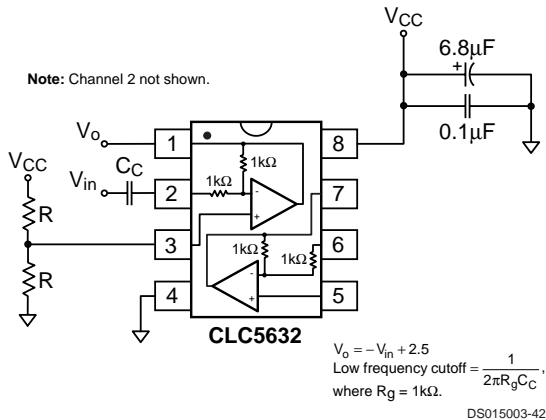 VCC
6.8μF
+
0.1μF
Note: Channel 2 not shown.
Vo
1
8
VCC
CC
1kΩ
Vin
2
1kΩ
-
7
R
+
3
1kΩ
6
1kΩ
R
-
4
+
5
CLC5632
Vo = −Vin + 2.5
Low frequency cutoff = 1 / 2πRgCC,
where Rg = 1kΩ.
DS015003-42